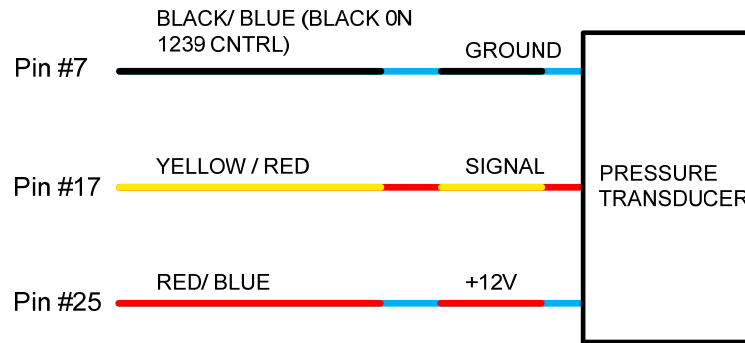 BLACK/ BLUE (BLACK 0N
1239 CNTRL)
GROUND
Pin #7
YELLOW / RED
SIGNAL
Pin #17
PRESSURE
TRANSDUCER
RED/ BLUE
+12V
Pin #25